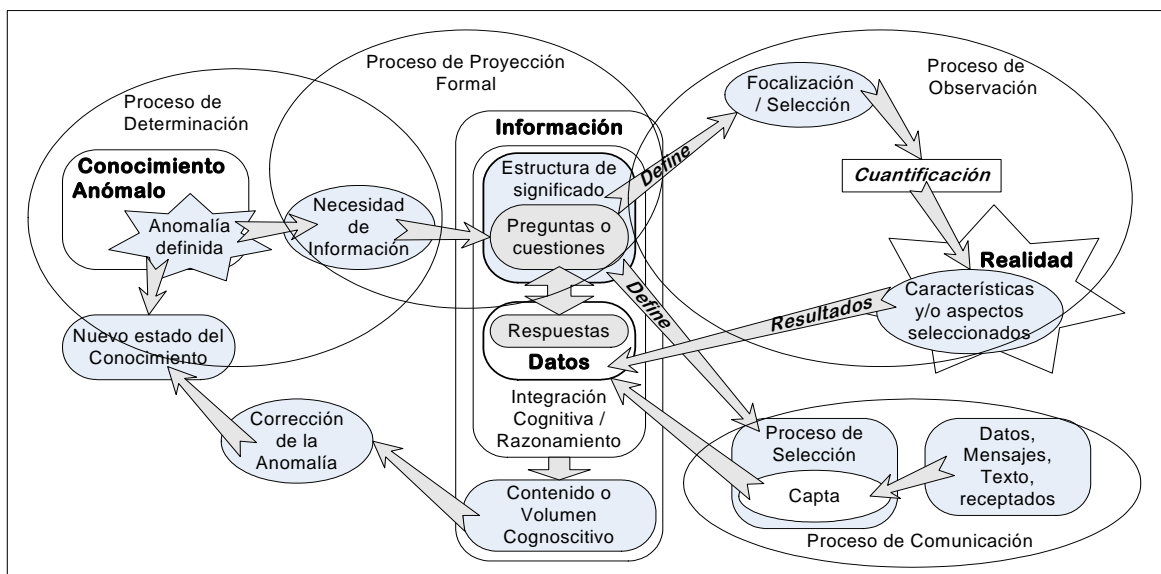 Proceso de Proyección
Formal
Proceso de
Determinación
Conocimiento
Anómalo
Anomalía
definida
Necesidad
de
Información
Información
Estructura de
significado
Preguntas o
cuestiones
Define
Focalización
/ Selección
Proceso de
Observación
Cuantificación
Realidad
Características
y/o aspectos
seleccionados
Resultados
Define
Respuestas
Datos
Nuevo estado del
Conocimiento
Integración
Cognitiva /
Razonamiento
Corrección
de la
Anomalía
Contenido o
Volumen
Cognoscitivo
Proceso de
Selección
Capta
Datos,
Mensajes,
Texto,
receptados
Proceso de Comunicación